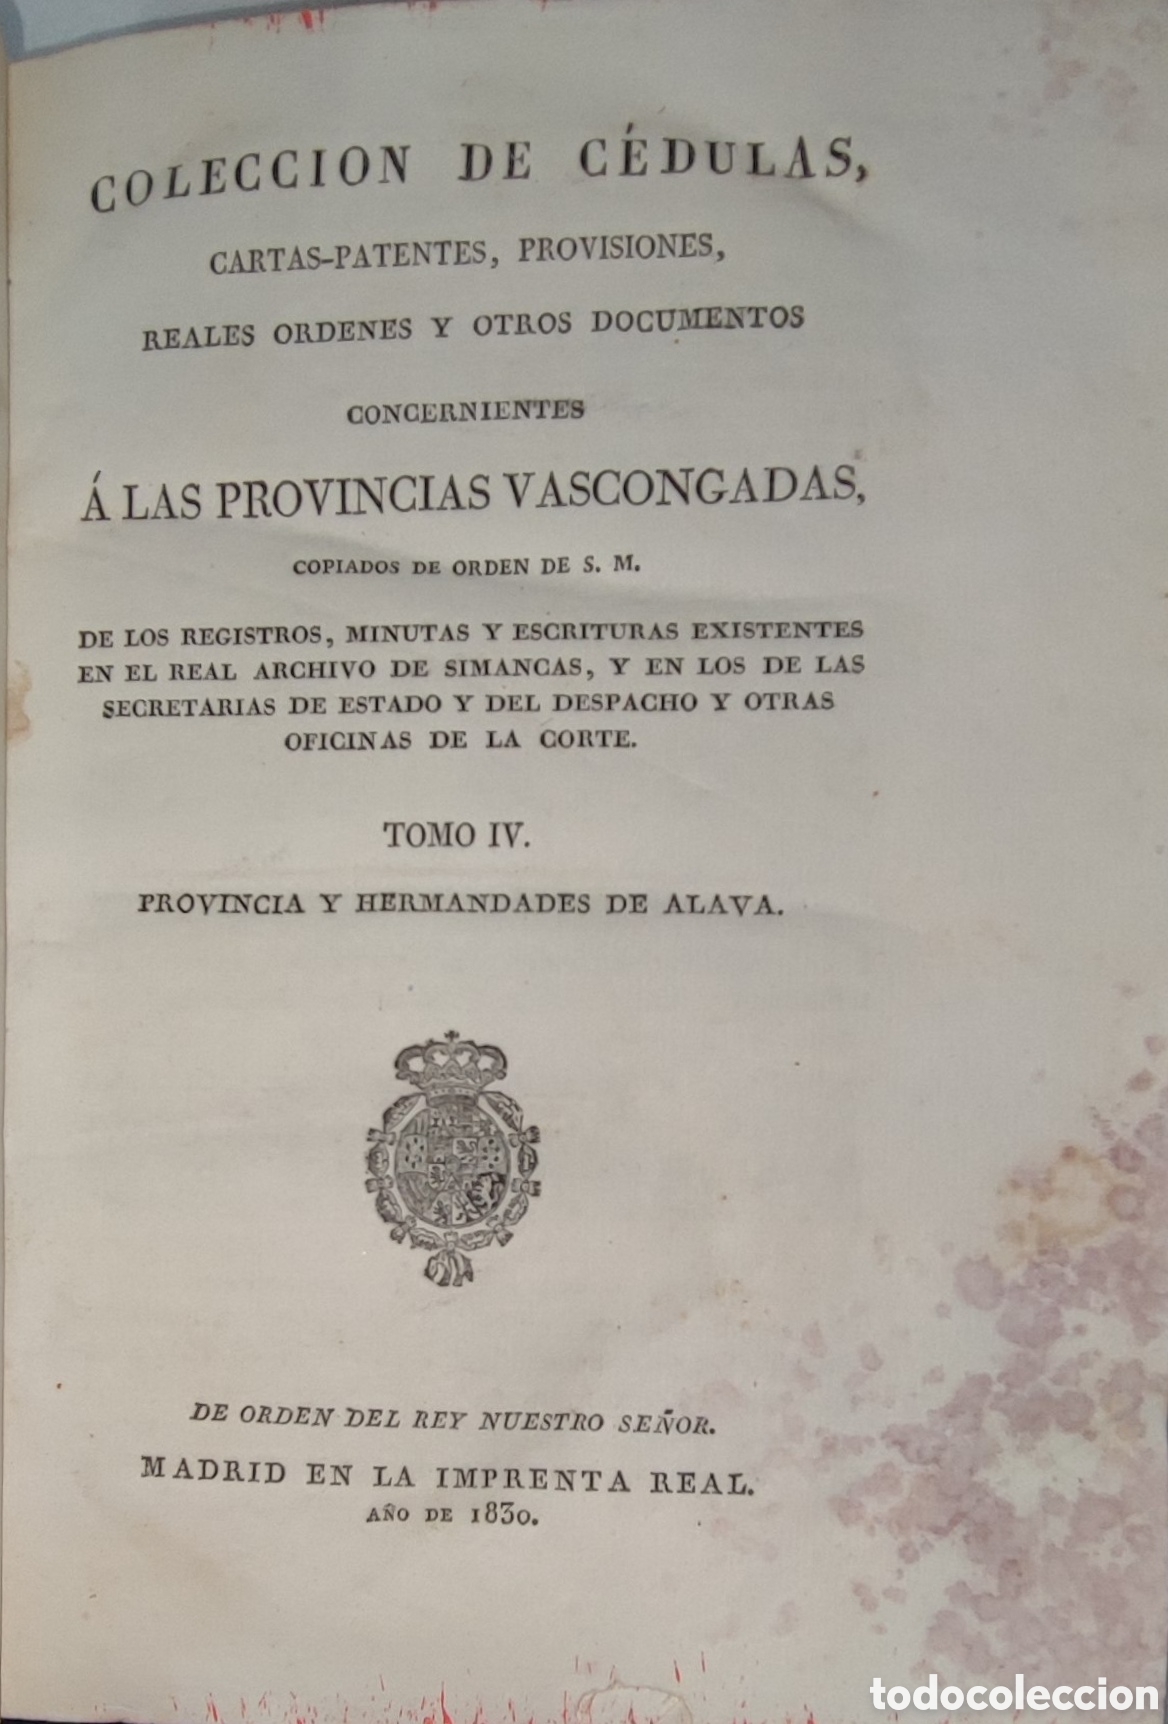 COLECCION DE CÉDULAS,
CARTAS-PATENTES, PROVISIONES,
REALES ORDENES Y OTROS DOCUMENTOS
CONCERNIENTES
Á LAS PROVINCIAS VASCONGADAS,
COPIADOS DE ORDEN DE S. M.
DE LOS REGISTROS, MINUTAS Y ESCRITURAS EXISTENTES
EN EL REAL ARCHIVO DE SIMANCAS, Y EN LOS DE LAS
SECRETARIAS DE ESTADO Y DEL DESPACHO Y OTRAS
OFICINAS DE LA CORTE.
TOMO IV.
PROVINCIA Y HERMANDADES DE ALAVA.
DE ORDEN DEL REY NUESTRO SEÑOR.
MADRID EN LA IMPRENTA REAL.
AÑO DE 1830.
todocoleccion